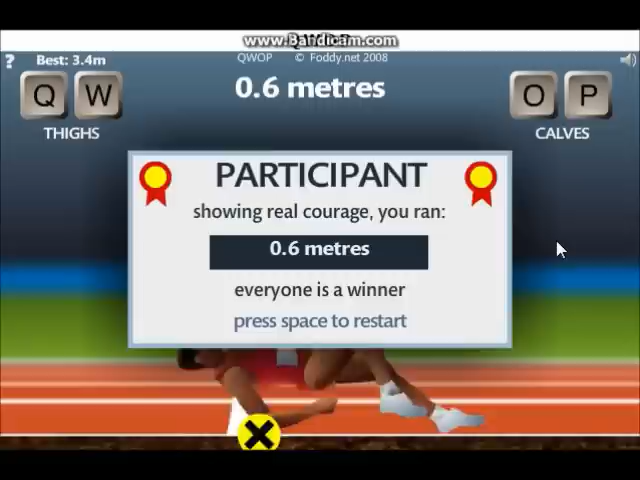 www.Bandicam.com
? Best: 3.4m QWOP © Foddy.net 2008
Q W 0.6 metres O P
THIGHS CALVES
PARTICIPANT
showing real courage, you ran:
0.6 metres
everyone is a winner
press space to restart